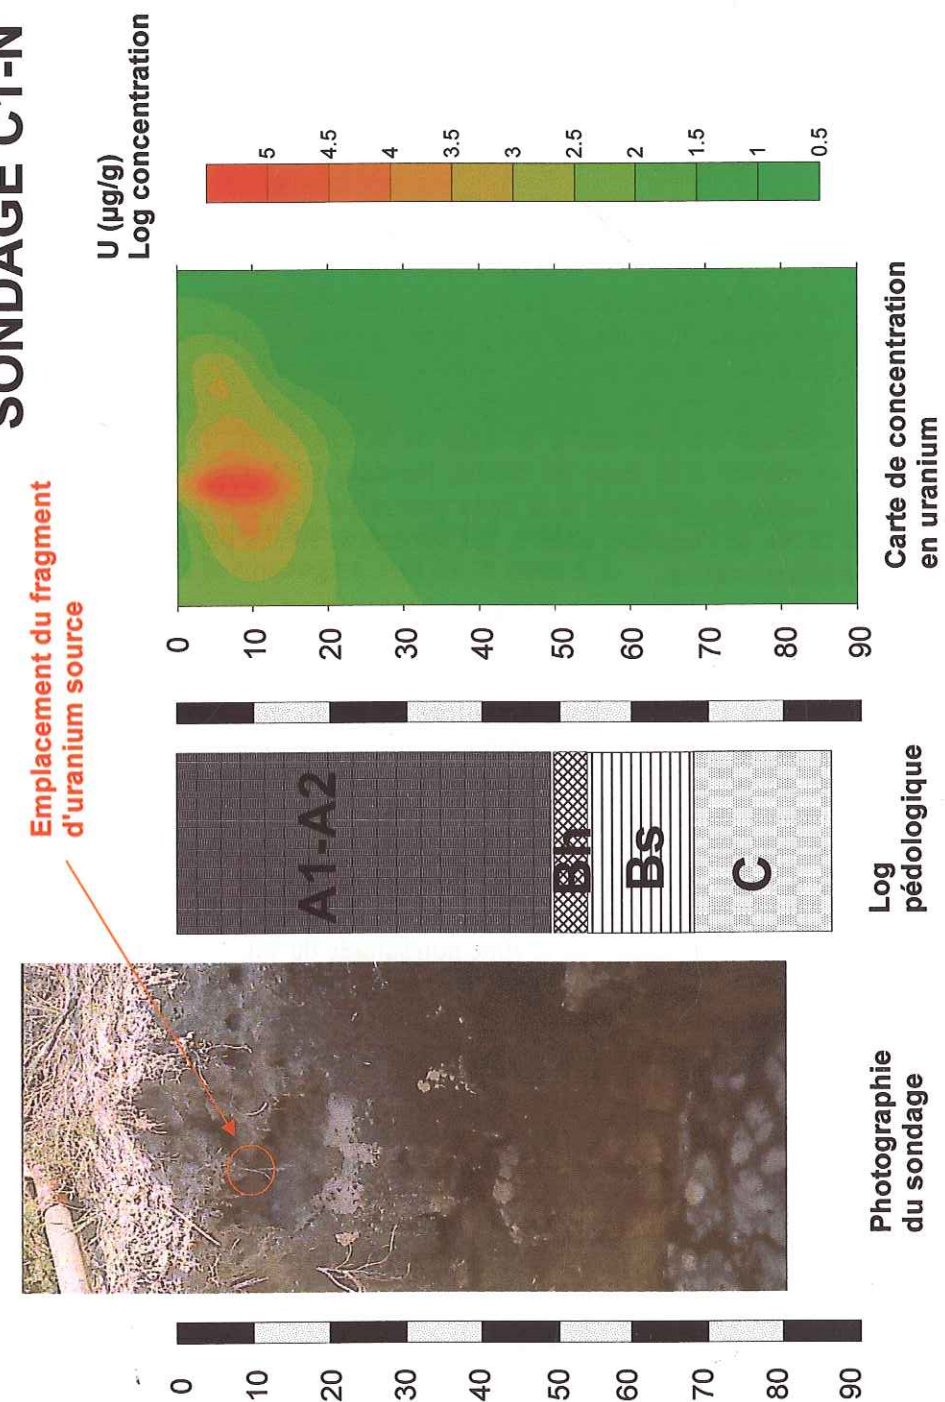 SONDAGE C1-N
Emplacement du fragment
d'uranium source
U (µg/g)
Log concentration
5
4.5
4
3.5
3
2.5
2
1.5
1
0.5
0
10
20
30
40
50
60
70
80
90
A1-A2
Bh
Bs
C
0
10
20
30
40
50
60
70
80
90
Photographie
du sondage
Log
pédologique
Carte de concentration
en uranium